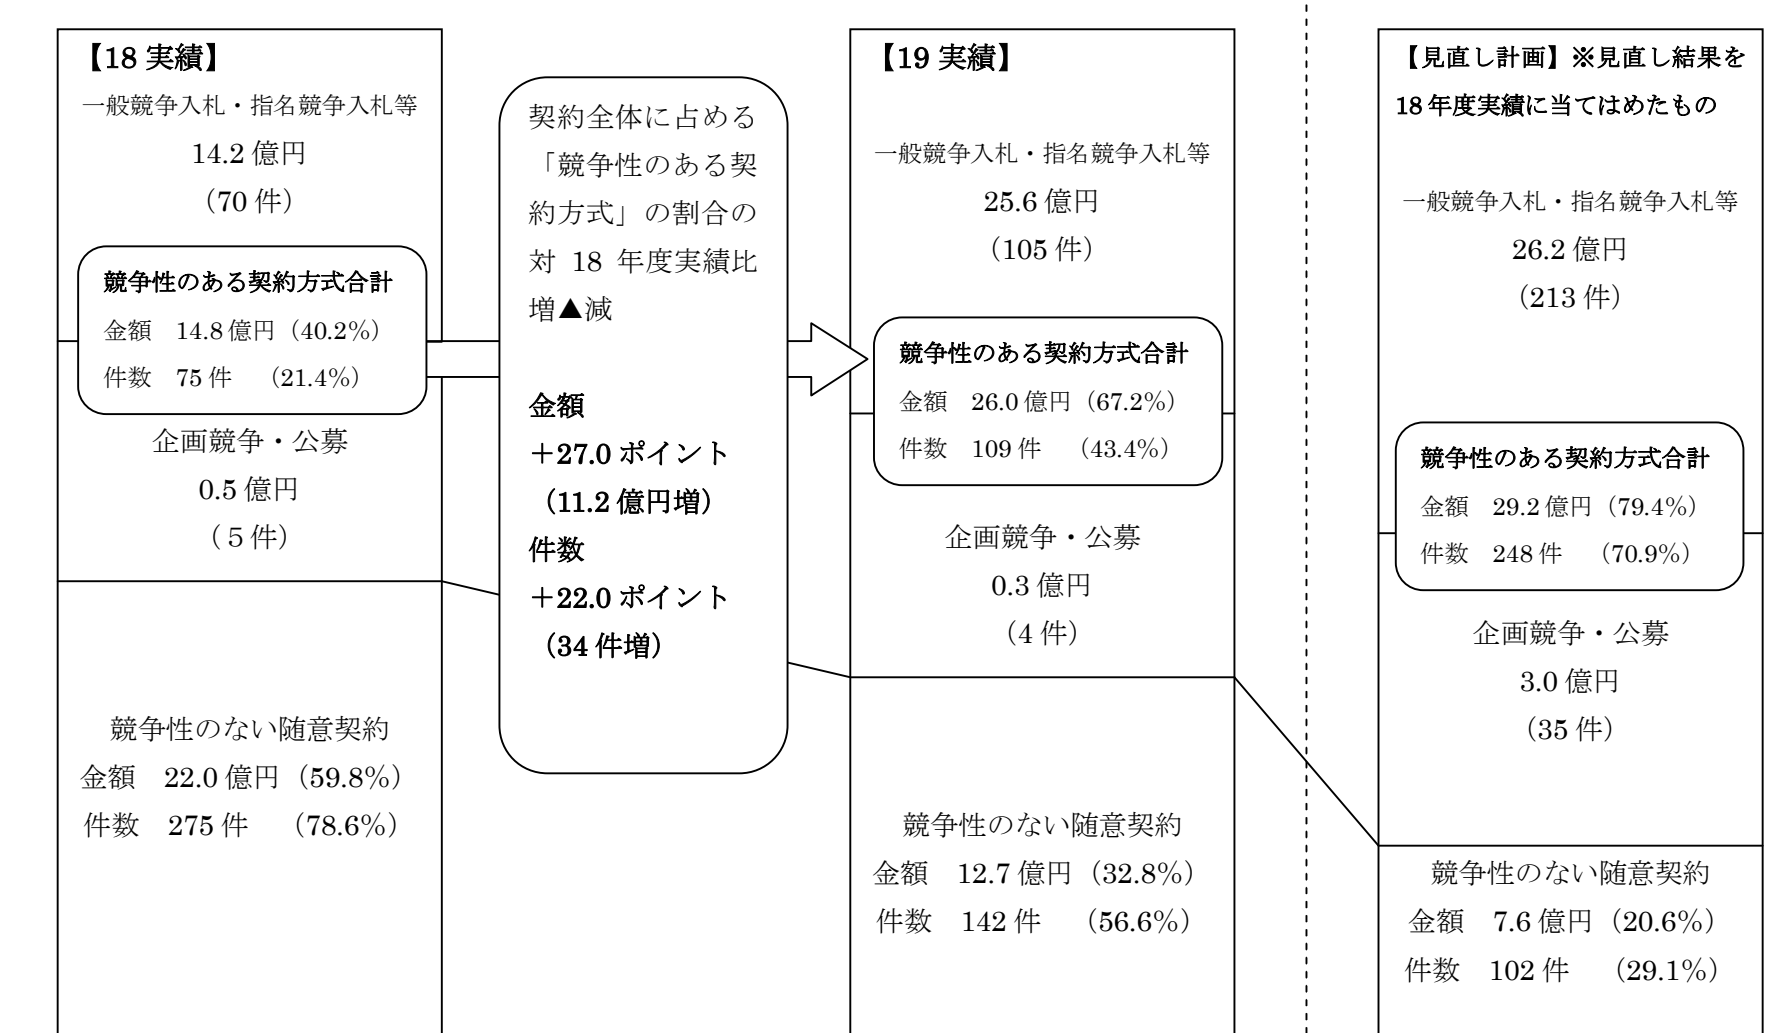 【18 実績】
一般競争入札・指名競争入札等
14.2 億円
（70 件）
競争性のある契約方式合計
金額　14.8 億円（40.2%）
件数　75 件　（21.4%）
企画競争・公募
0.5 億円
（５件）
競争性のない随意契約
金額　22.0 億円（59.8%）
件数　275 件　（78.6%）
契約全体に占める
「競争性のある契
約方式」の割合の
対 18 年度実績比
増▲減
金額
＋27.0 ポイント
（11.2 億円増）
件数
＋22.0 ポイント
（34 件増）
【19 実績】
一般競争入札・指名競争入札等
25.6 億円
（105 件）
競争性のある契約方式合計
金額　26.0 億円（67.2%）
件数　109 件　（43.4%）
企画競争・公募
0.3 億円
（4 件）
競争性のない随意契約
金額　12.7 億円（32.8%）
件数　142 件　（56.6%）
【見直し計画】※見直し結果を
18 年度実績に当てはめたもの
一般競争入札・指名競争入札等
26.2 億円
（213 件）
競争性のある契約方式合計
金額　29.2 億円（79.4%）
件数　248 件　（70.9%）
企画競争・公募
3.0 億円
（35 件）
競争性のない随意契約
金額　7.6 億円（20.6%）
件数　102 件　（29.1%）